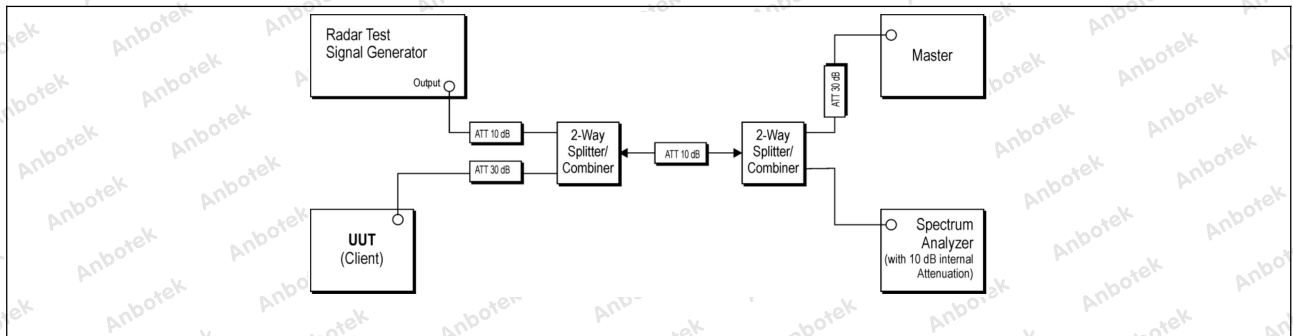 Radar Test
Signal Generator
Output
ATT 10 dB
ATT 30 dB
UUT
(Client)
2-Way
Splitter/
Combiner
ATT 10 dB
2-Way
Splitter/
Combiner
ATT 30 dB
Master
Spectrum
Analyzer
(with 10 dB internal
Attenuation)
Anbotek